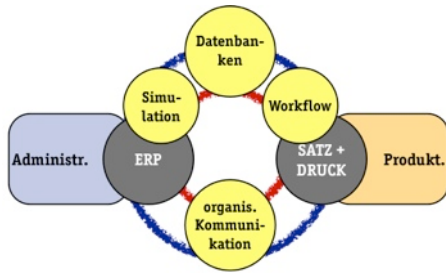 Datenban-
ken
Simu-
lation
Workflow
Administr.
ERP
SATZ +
DRUCK
Produkt.
organis.
Kommuni-
kation